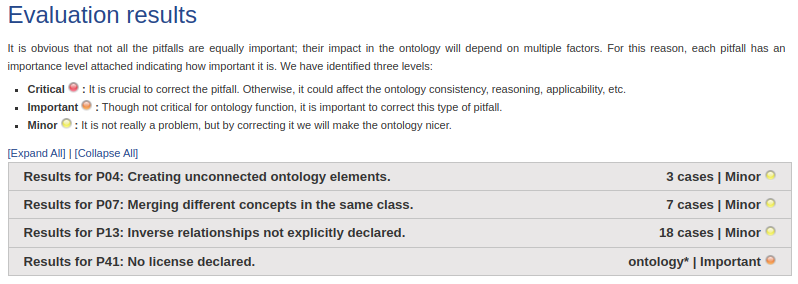 Evaluation results
It is obvious that not all the pitfalls are equally important; their impact in the ontology will depend on multiple factors. For this reason, each pitfall has an
importance level attached indicating how important it is. We have identified three levels:
Critical : It is crucial to correct the pitfall. Otherwise, it could affect the ontology consistency, reasoning, applicability, etc.
Important : Though not critical for ontology function, it is important to correct this type of pitfall.
Minor : It is not really a problem, but by correcting it we will make the ontology nicer.
[Expand All] | [Collapse All]
Results for P04: Creating unconnected ontology elements. 3 cases | Minor
Results for P07: Merging different concepts in the same class. 7 cases | Minor
Results for P13: Inverse relationships not explicitly declared. 18 cases | Minor
Results for P41: No license declared. ontology* | Important